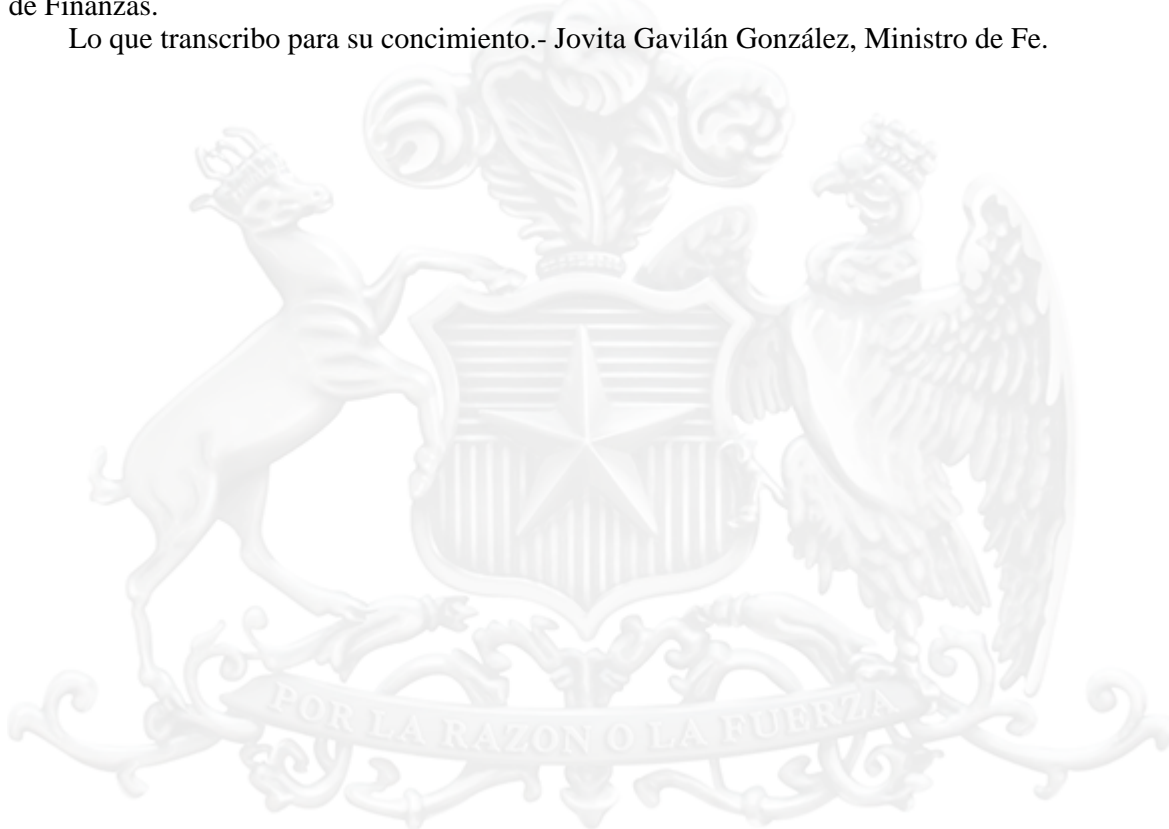 de Finanzas.
Lo que transcribo para su concimiento.- Jovita Gavilán González, Ministro de Fe.
POR LA RAZON O LA FUERZA